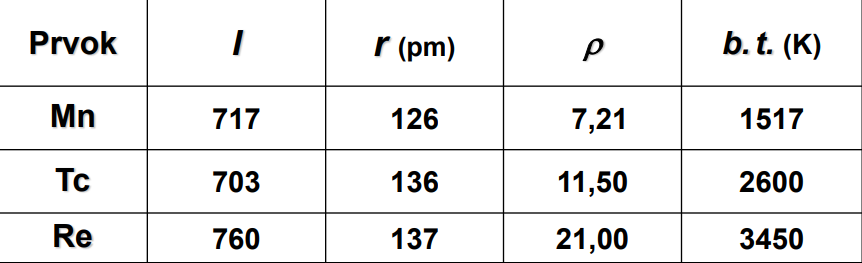 Prvok I r (pm) ρ b. t. (K)
Mn 717 126 7,21 1517
Tc 703 136 11,50 2600
Re 760 137 21,00 3450